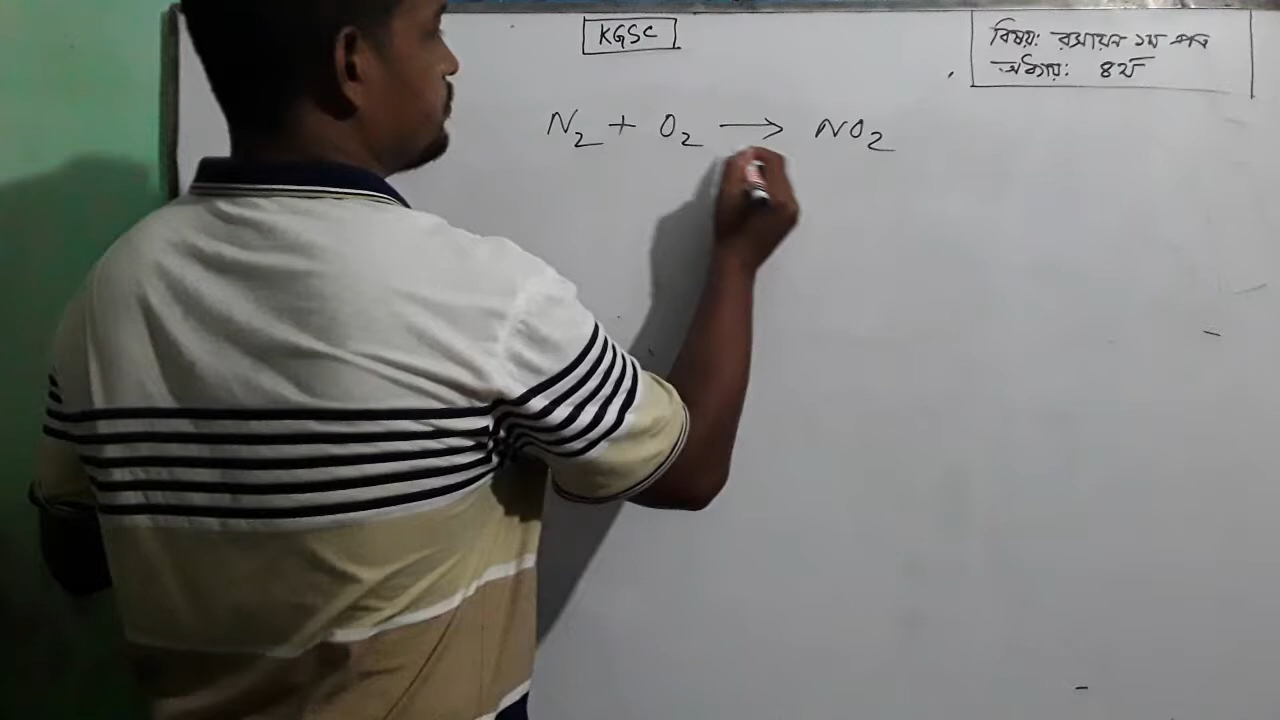 KGSC
বিষয়: রসায়ন ১ম পত্র
অধ্যায়: ৪র্থ
N₂ + O₂ ⟶ NO₂